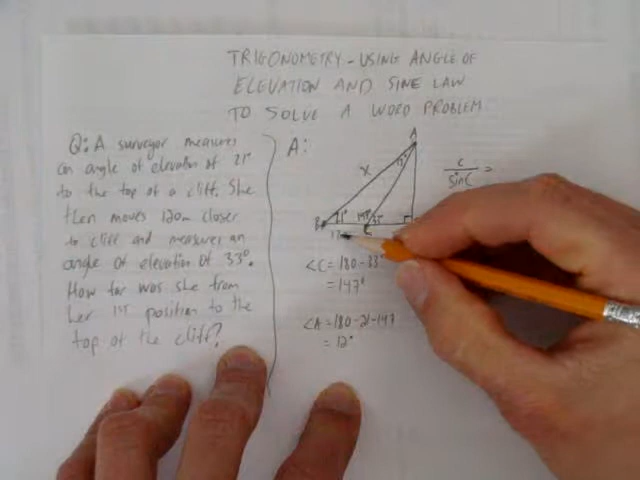 TRIGONOMETRY - USING ANGLE OF
ELEVATION AND SINE LAW
TO SOLVE A WORD PROBLEM
Q: A surveyor measures
an angle of elevation of 21°
to the top of a cliff. She
then moves 120m closer
to cliff and measures an
angle of elevation of 33°.
How far was she from
her 1ST position to the
top of the cliff?
A:
A
12°
x
B 21° 147° 33°
C
∠C = 180 - 33°
= 147°
∠A = 180 - 21 - 147
= 12°
c
sinC =